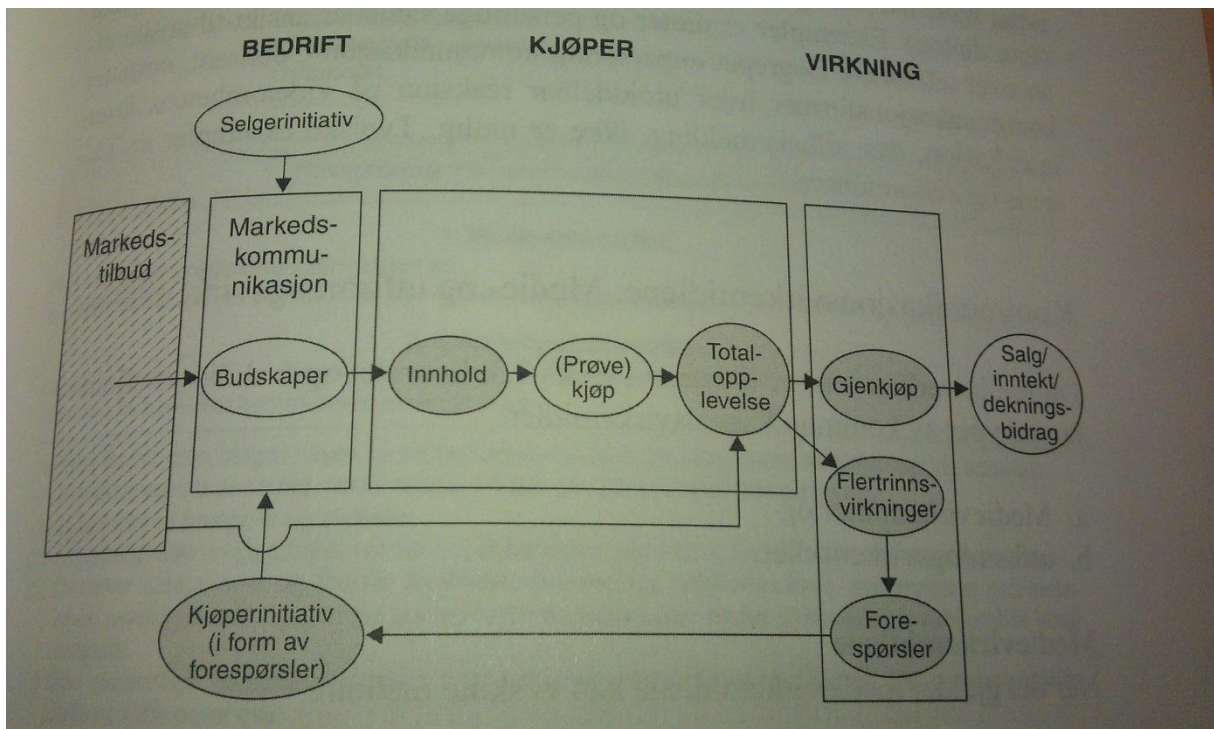 BEDRIFT
KJØPER
VIRKNING
Selgerinitiativ
Markeds-
tilbud
Markeds-
kommu-
nikasjon
Budskaper
Innhold
(Prøve)
kjøp
Total-
opp-
levelse
Gjenkjøp
Salg/
inntekt/
deknings-
bidrag
Flertrinns-
virkninger
Fore-
spørsler
Kjøperinitiativ
(i form av
forespørsler)